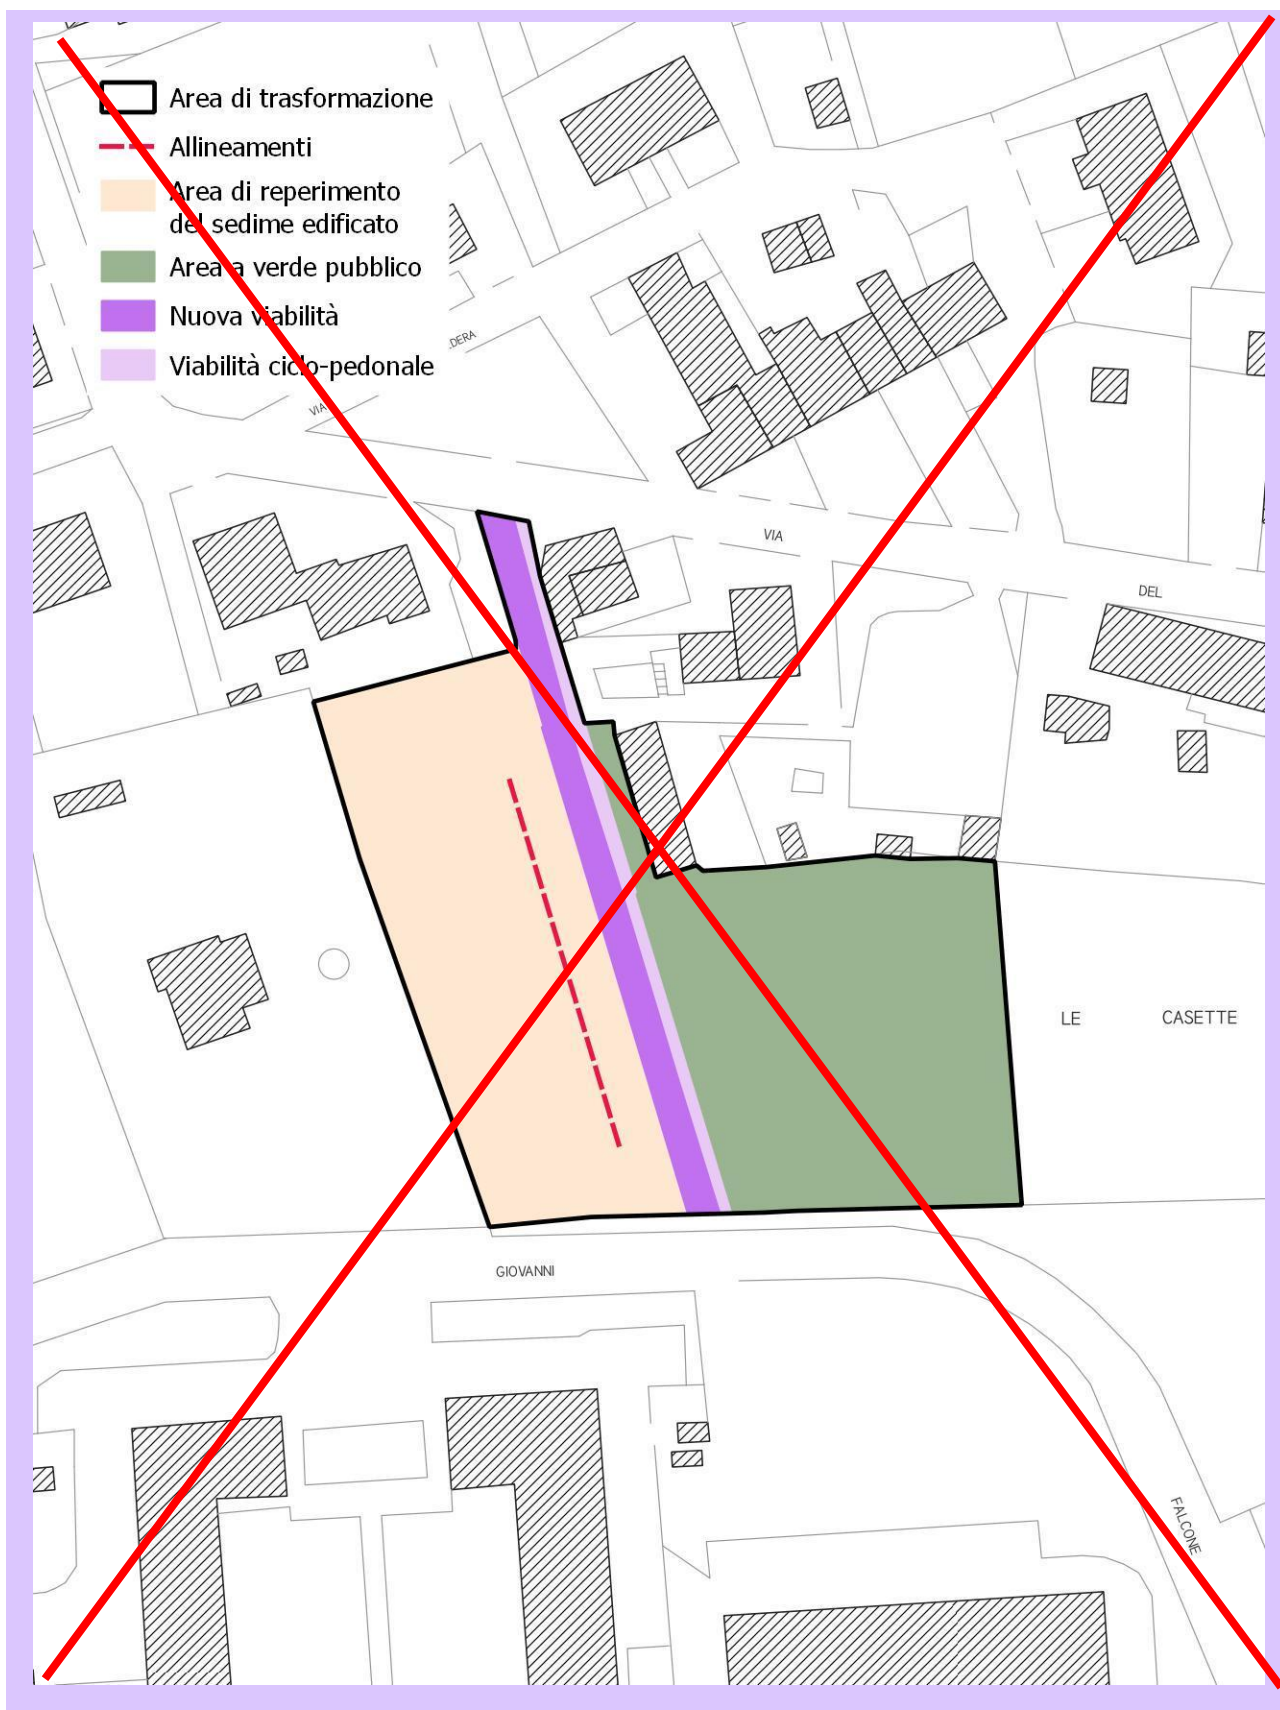 Area di trasformazione
Allineamenti
Area di reperimento
del sedime edificato
Area a verde pubblico
Nuova viabilità
Viabilità ciclo-pedonale
VIA
VIA
DEL
LE CASETTE
GIOVANNI
FALCONE